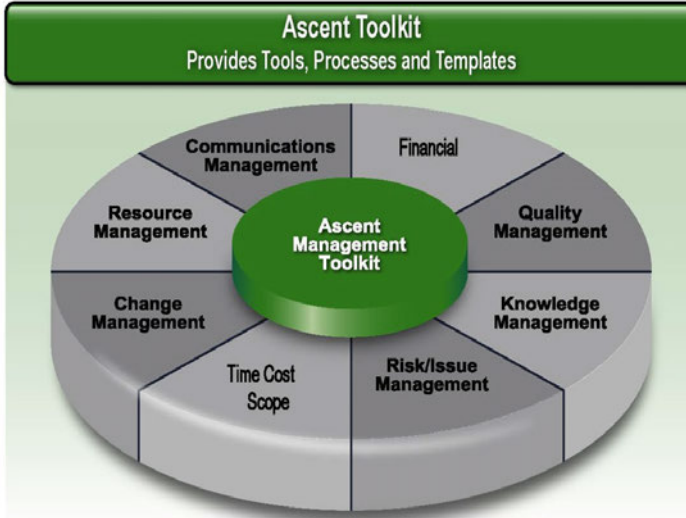 Ascent Toolkit
Provides Tools, Processes and Templates
Communications
Management
Financial
Resource
Management
Ascent
Management
Toolkit
Quality
Management
Change
Management
Knowledge
Management
Time Cost
Scope
Risk/Issue
Management